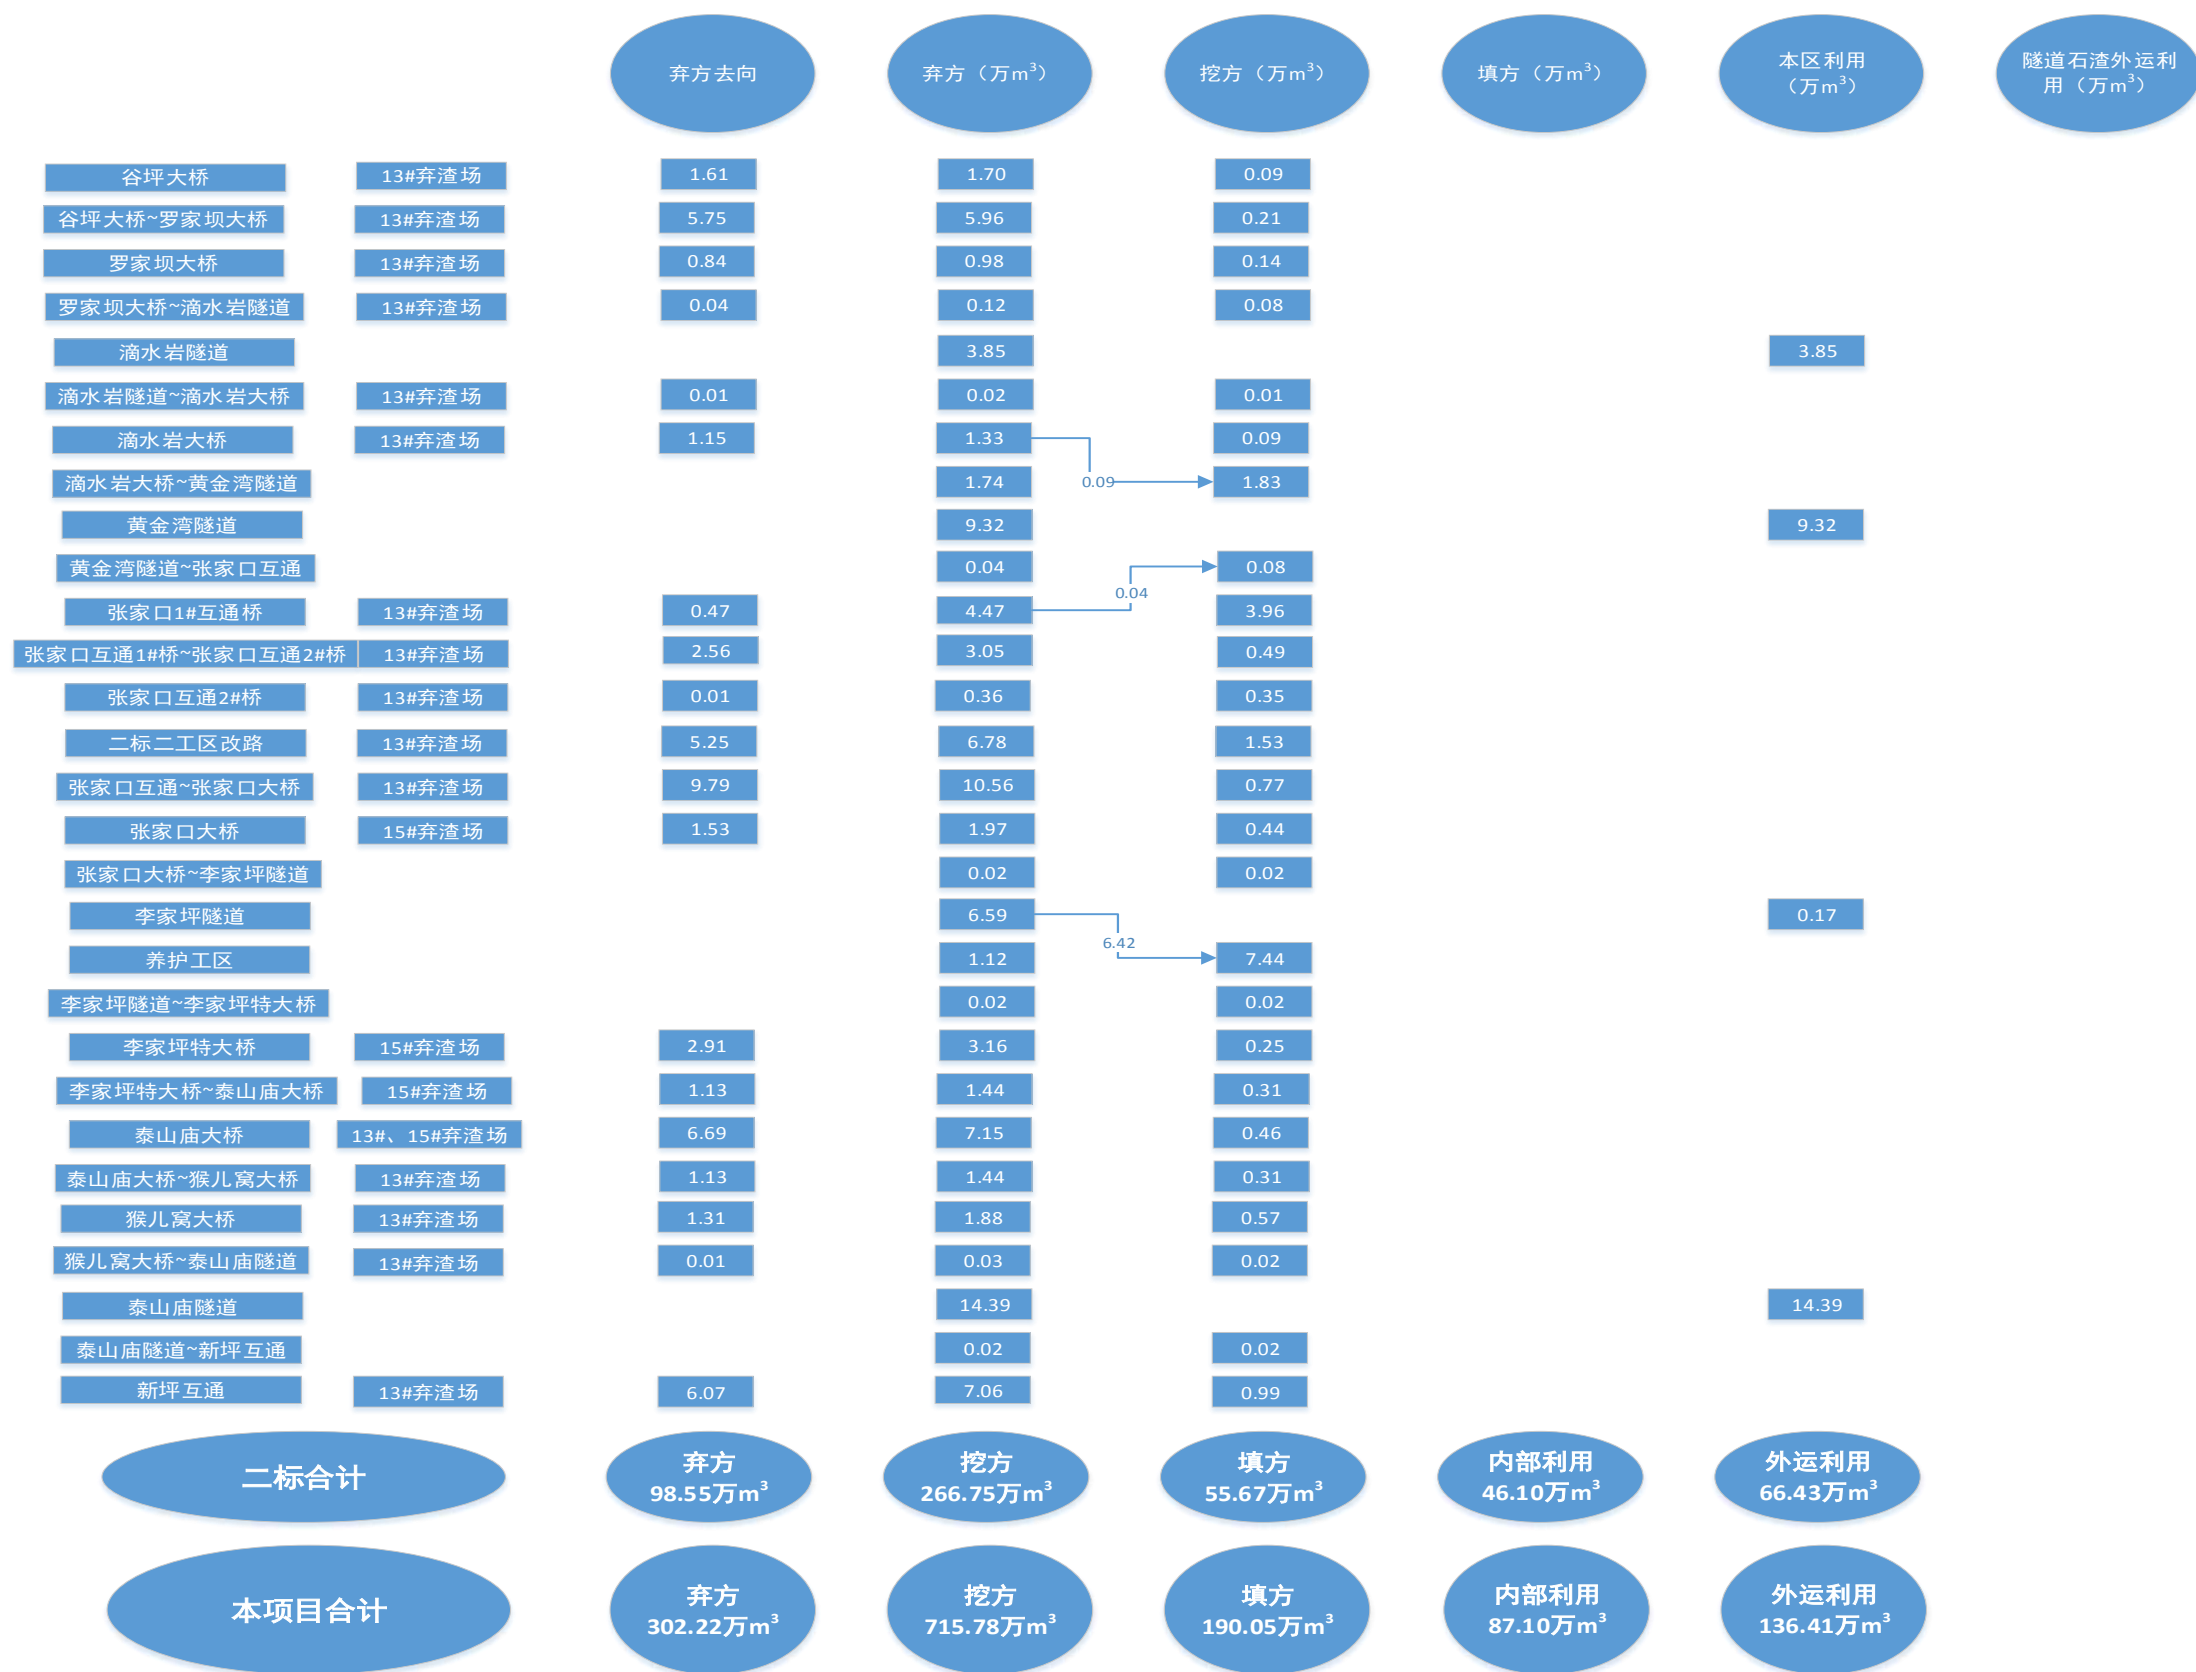 弃方去向
弃方（万m³）
挖方（万m³）
填方（万m³）
本区利用
（万m³）
隧道石渣外运利
用（万m³）
谷坪大桥 13#弃渣场 1.61 1.70 0.09
谷坪大桥~罗家坝大桥 13#弃渣场 5.75 5.96 0.21
罗家坝大桥 13#弃渣场 0.84 0.98 0.14
罗家坝大桥~滴水岩隧道 13#弃渣场 0.04 0.12 0.08
滴水岩隧道 3.85 3.85
滴水岩隧道~滴水岩大桥 13#弃渣场 0.01 0.02 0.01
滴水岩大桥 13#弃渣场 1.15 1.33 0.09
滴水岩大桥~黄金湾隧道 1.74 0.09 1.83
黄金湾隧道 9.32 9.32
黄金湾隧道~张家口互通 0.04 0.08
0.04
张家口1#互通桥 13#弃渣场 0.47 4.47 3.96
张家口互通1#桥~张家口互通2#桥 13#弃渣场 2.56 3.05 0.49
张家口互通2#桥 13#弃渣场 0.01 0.36 0.35
二标二工区改路 13#弃渣场 5.25 6.78 1.53
张家口互通~张家口大桥 13#弃渣场 9.79 10.56 0.77
张家口大桥 15#弃渣场 1.53 1.97 0.44
张家口大桥~李家坪隧道 0.02 0.02
李家坪隧道 6.59 0.17
6.42
养护工区 1.12 7.44
李家坪隧道~李家坪特大桥 0.02 0.02
李家坪特大桥 15#弃渣场 2.91 3.16 0.25
李家坪特大桥~泰山庙大桥 15#弃渣场 1.13 1.44 0.31
泰山庙大桥 13#、15#弃渣场 6.69 7.15 0.46
泰山庙大桥~猴儿窝大桥 13#弃渣场 1.13 1.44 0.31
猴儿窝大桥 13#弃渣场 1.31 1.88 0.57
猴儿窝大桥~泰山庙隧道 13#弃渣场 0.01 0.03 0.02
泰山庙隧道 14.39 14.39
泰山庙隧道~新坪互通 0.02 0.02
新坪互通 13#弃渣场 6.07 7.06 0.99
二标合计
弃方
98.55万m³
挖方
266.75万m³
填方
55.67万m³
内部利用
46.10万m³
外运利用
66.43万m³
本项目合计
弃方
302.22万m³
挖方
715.78万m³
填方
190.05万m³
内部利用
87.10万m³
外运利用
136.41万m³